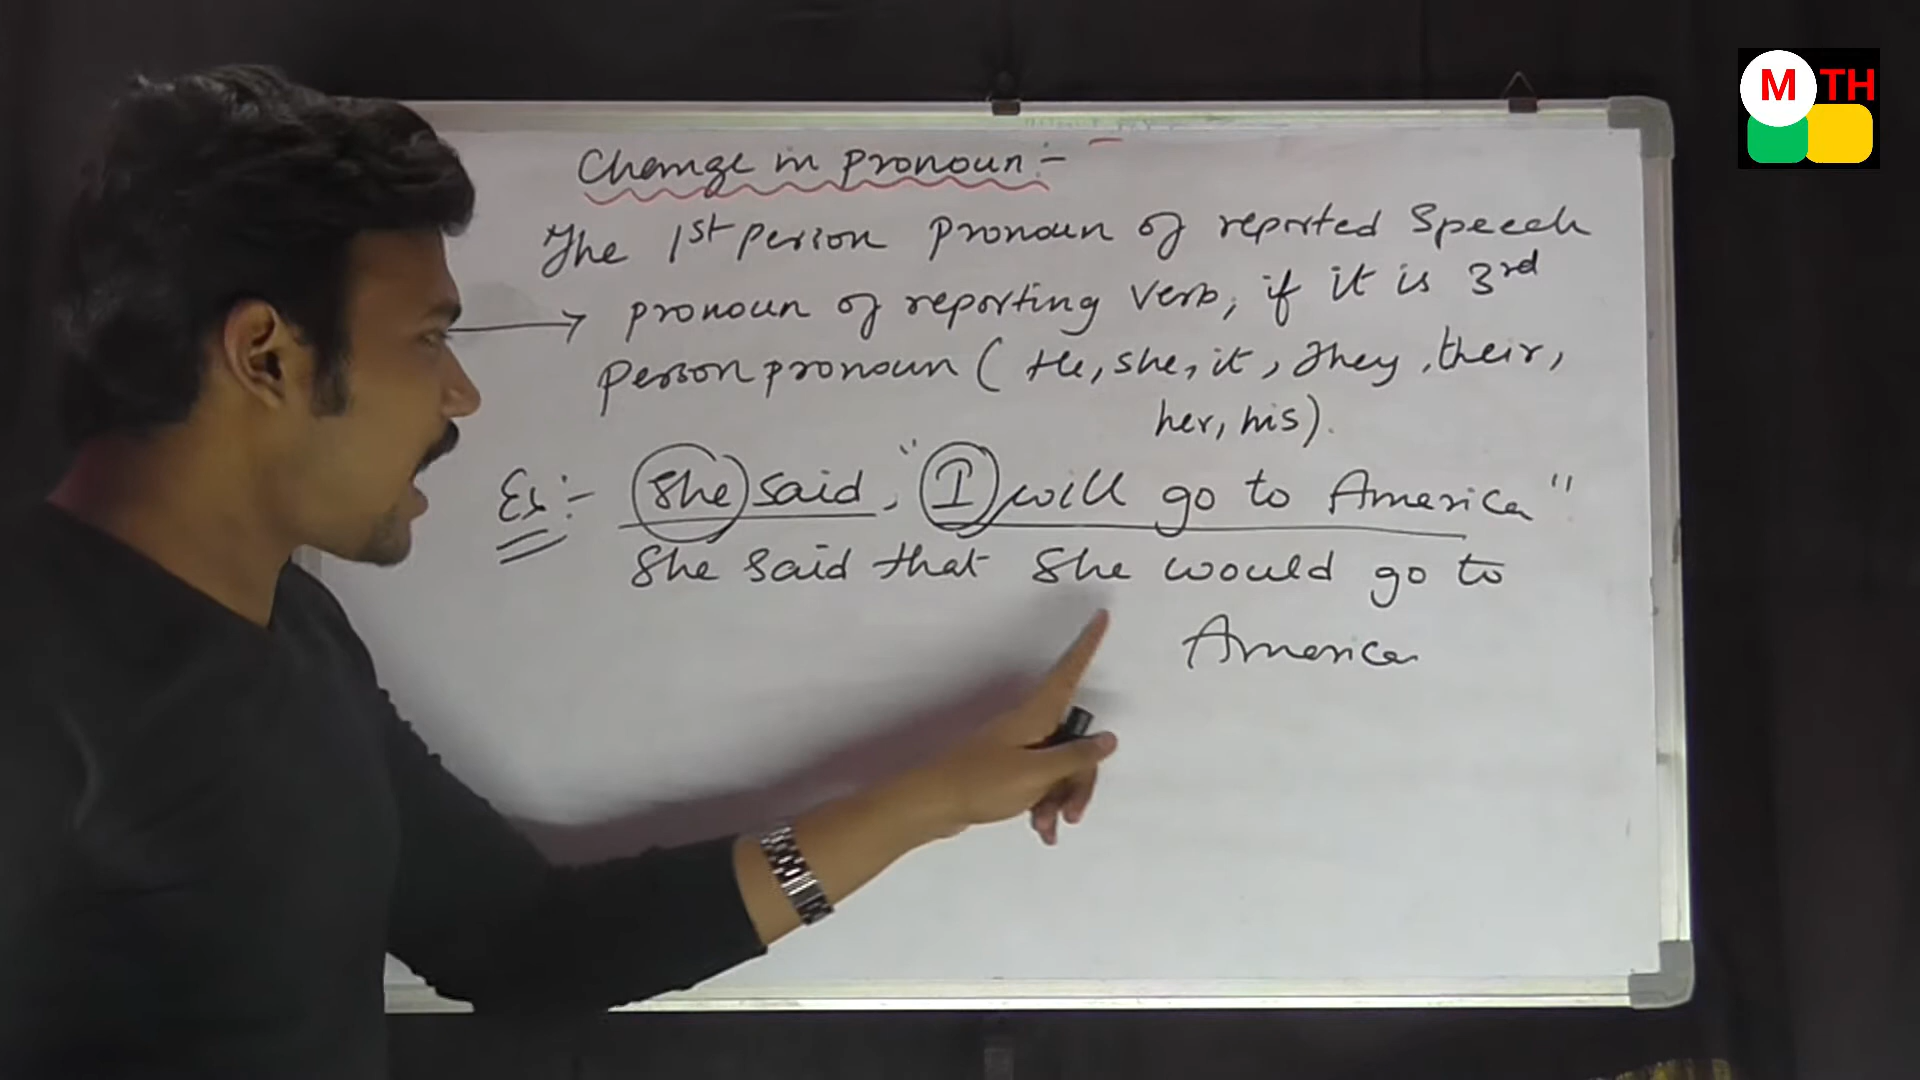 M TH
Change in pronoun:-
The 1st person pronoun of reported speech
→ pronoun of reporting verb, if it is 3rd
person pronoun (He, she, it, They, their,
her, his).
Ex:- She said, "I will go to America"
She said that She would go to
America